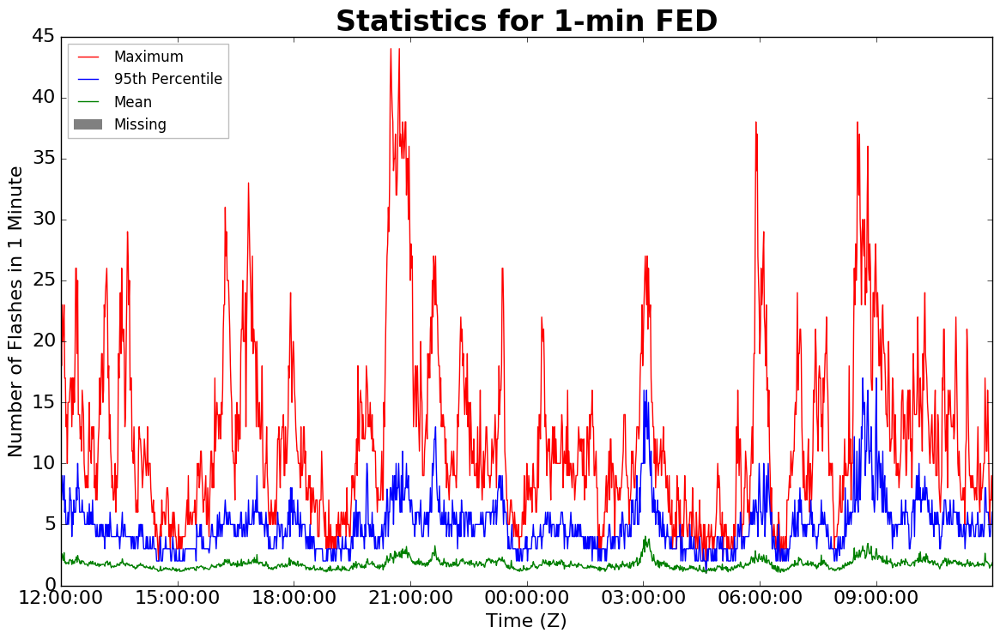 Statistics for 1-min FED
Maximum
95th Percentile
Mean
Missing
Number of Flashes in 1 Minute
45
40
35
30
25
20
15
10
5
0
12:00:00 15:00:00 18:00:00 21:00:00 00:00:00 03:00:00 06:00:00 09:00:00
Time (Z)